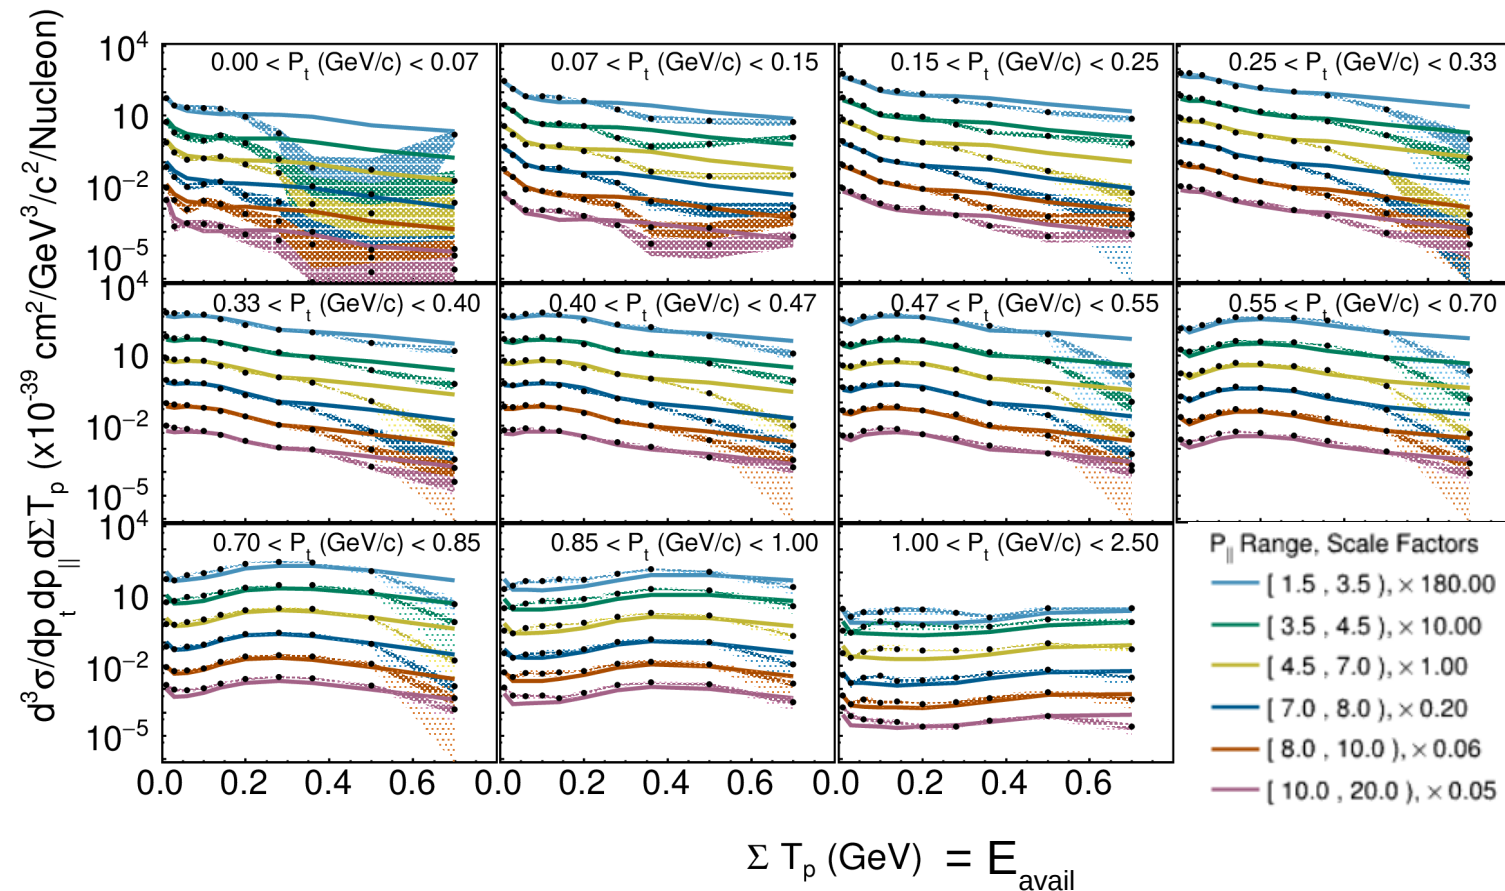 d³σ/dp_t dp_|| dΣT_p (x10⁻³⁹ cm²/GeV³/c²/Nucleon)
10⁴
10
10⁻²
10⁻⁵
10⁴
0.00 < P_t (GeV/c) < 0.07
0.07 < P_t (GeV/c) < 0.15
0.15 < P_t (GeV/c) < 0.25
0.25 < P_t (GeV/c) < 0.33
10⁴
10
10⁻²
10⁻⁵
10⁴
0.33 < P_t (GeV/c) < 0.40
0.40 < P_t (GeV/c) < 0.47
0.47 < P_t (GeV/c) < 0.55
0.55 < P_t (GeV/c) < 0.70
10
10⁻²
10⁻⁵
0.70 < P_t (GeV/c) < 0.85
0.85 < P_t (GeV/c) < 1.00
1.00 < P_t (GeV/c) < 2.50
P_|| Range, Scale Factors
[ 1.5 , 3.5 ), × 180.00
[ 3.5 , 4.5 ), × 10.00
[ 4.5 , 7.0 ), × 1.00
[ 7.0 , 8.0 ), × 0.20
[ 8.0 , 10.0 ), × 0.06
[ 10.0 , 20.0 ), × 0.05
0.0 0.2 0.4 0.6 0.0 0.2 0.4 0.6 0.0 0.2 0.4 0.6
Σ T_p (GeV) = E_avail